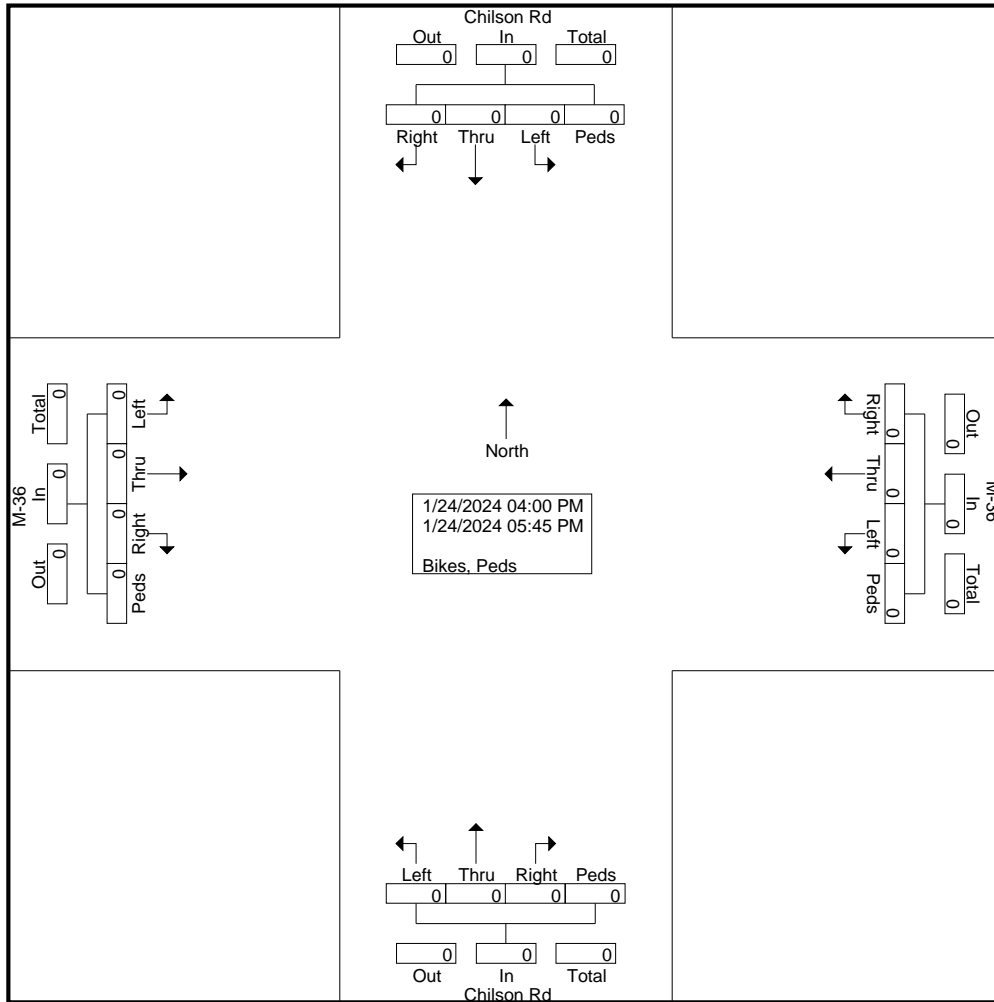 Chilson Rd
Out In Total
0 0 0
0 0 0 0
Right Thru Left Peds
M-36
Total In Out
0 0 0
0 0 0 0
Left Thru Right Peds
North
1/24/2024 04:00 PM
1/24/2024 05:45 PM
Bikes, Peds
Right Thru Left Peds
0 0 0 0
Out In Total
0 0 0
M-36
Left Thru Right Peds
0 0 0 0
0 0 0
Out In Total
Chilson Rd